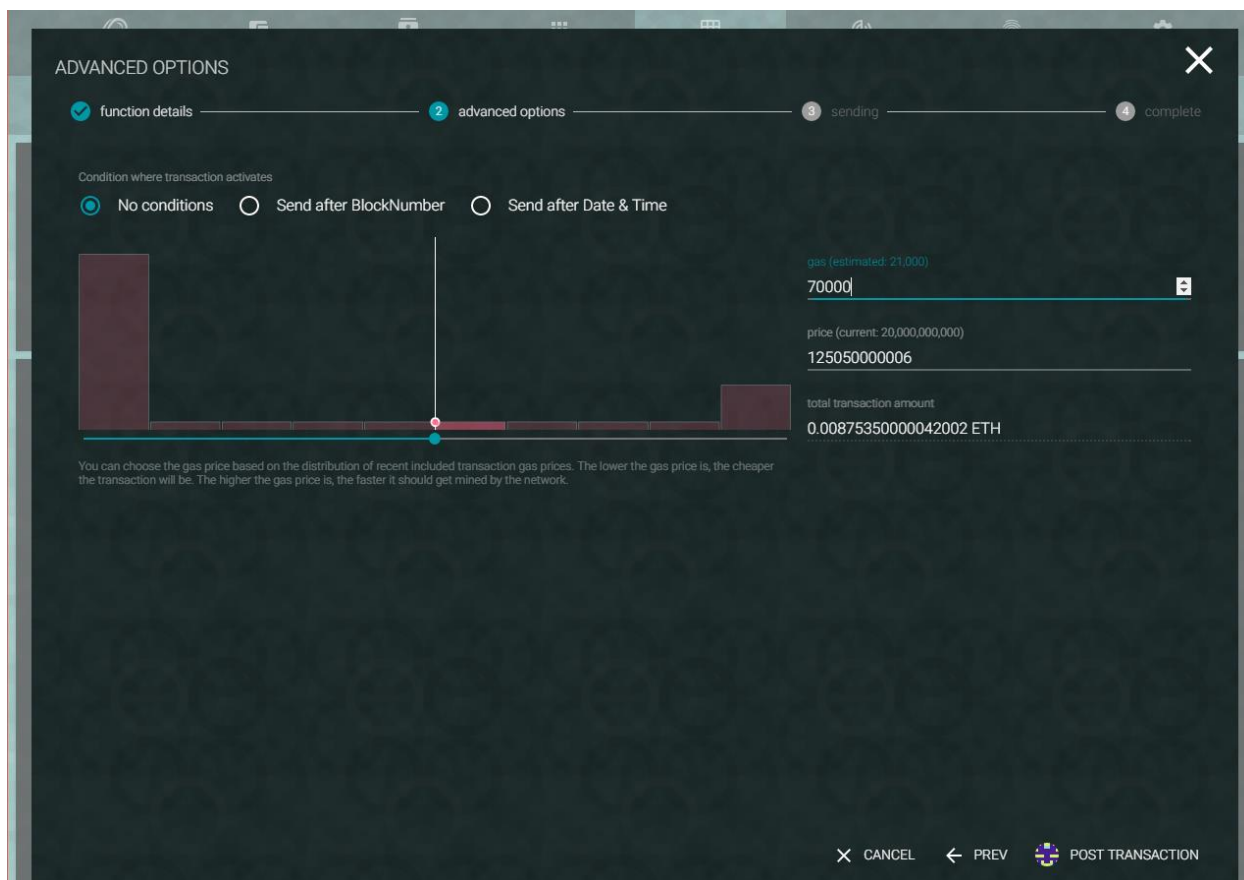 ADVANCED OPTIONS
function details
2 advanced options
3 sending
4 complete
Condition where transaction activates
No conditions
Send after BlockNumber
Send after Date & Time
gas (estimated: 21,000)
70000
price (current: 20,000,000,000)
125050000006
total transaction amount
0.00875350000042002 ETH
You can choose the gas price based on the distribution of recent included transaction gas prices. The lower the gas price is, the cheaper
the transaction will be. The higher the gas price is, the faster it should get mined by the network.
CANCEL
PREV
POST TRANSACTION